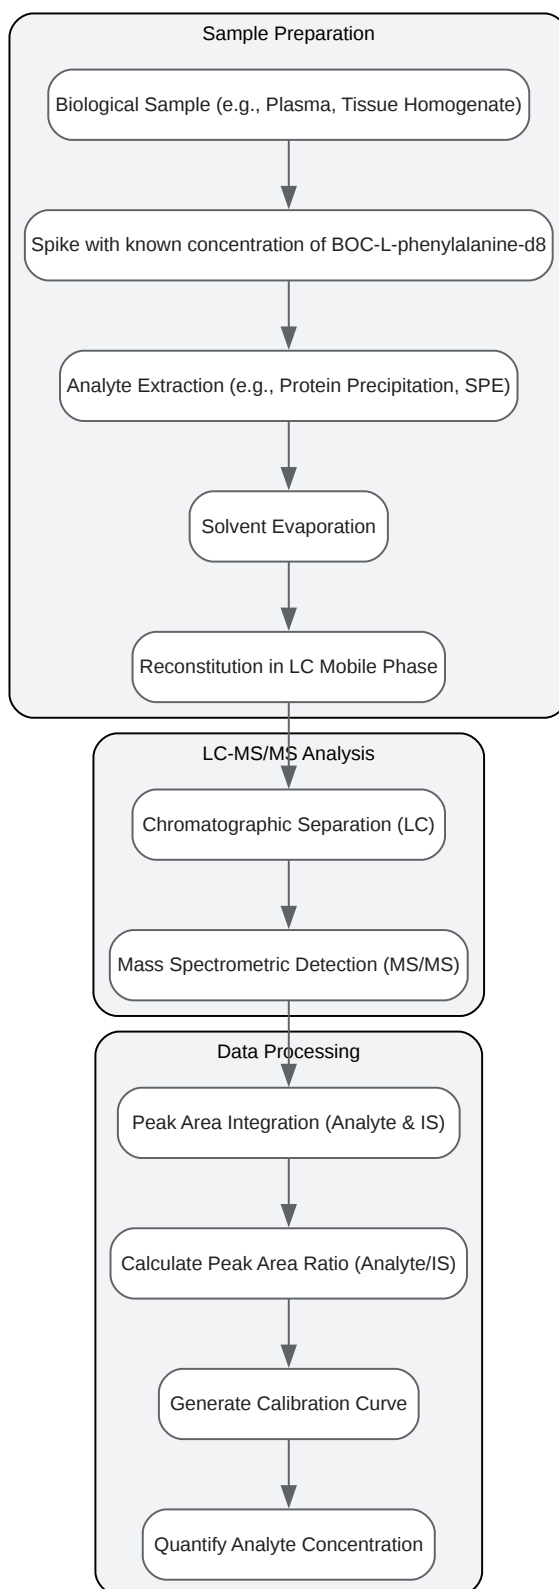 Sample Preparation
Biological Sample (e.g., Plasma, Tissue Homogenate)
Spike with known concentration of BOC-L-phenylalanine-d8
Analyte Extraction (e.g., Protein Precipitation, SPE)
Solvent Evaporation
Reconstitution in LC Mobile Phase
LC-MS/MS Analysis
Chromatographic Separation (LC)
Mass Spectrometric Detection (MS/MS)
Data Processing
Peak Area Integration (Analyte & IS)
Calculate Peak Area Ratio (Analyte/IS)
Generate Calibration Curve
Quantify Analyte Concentration